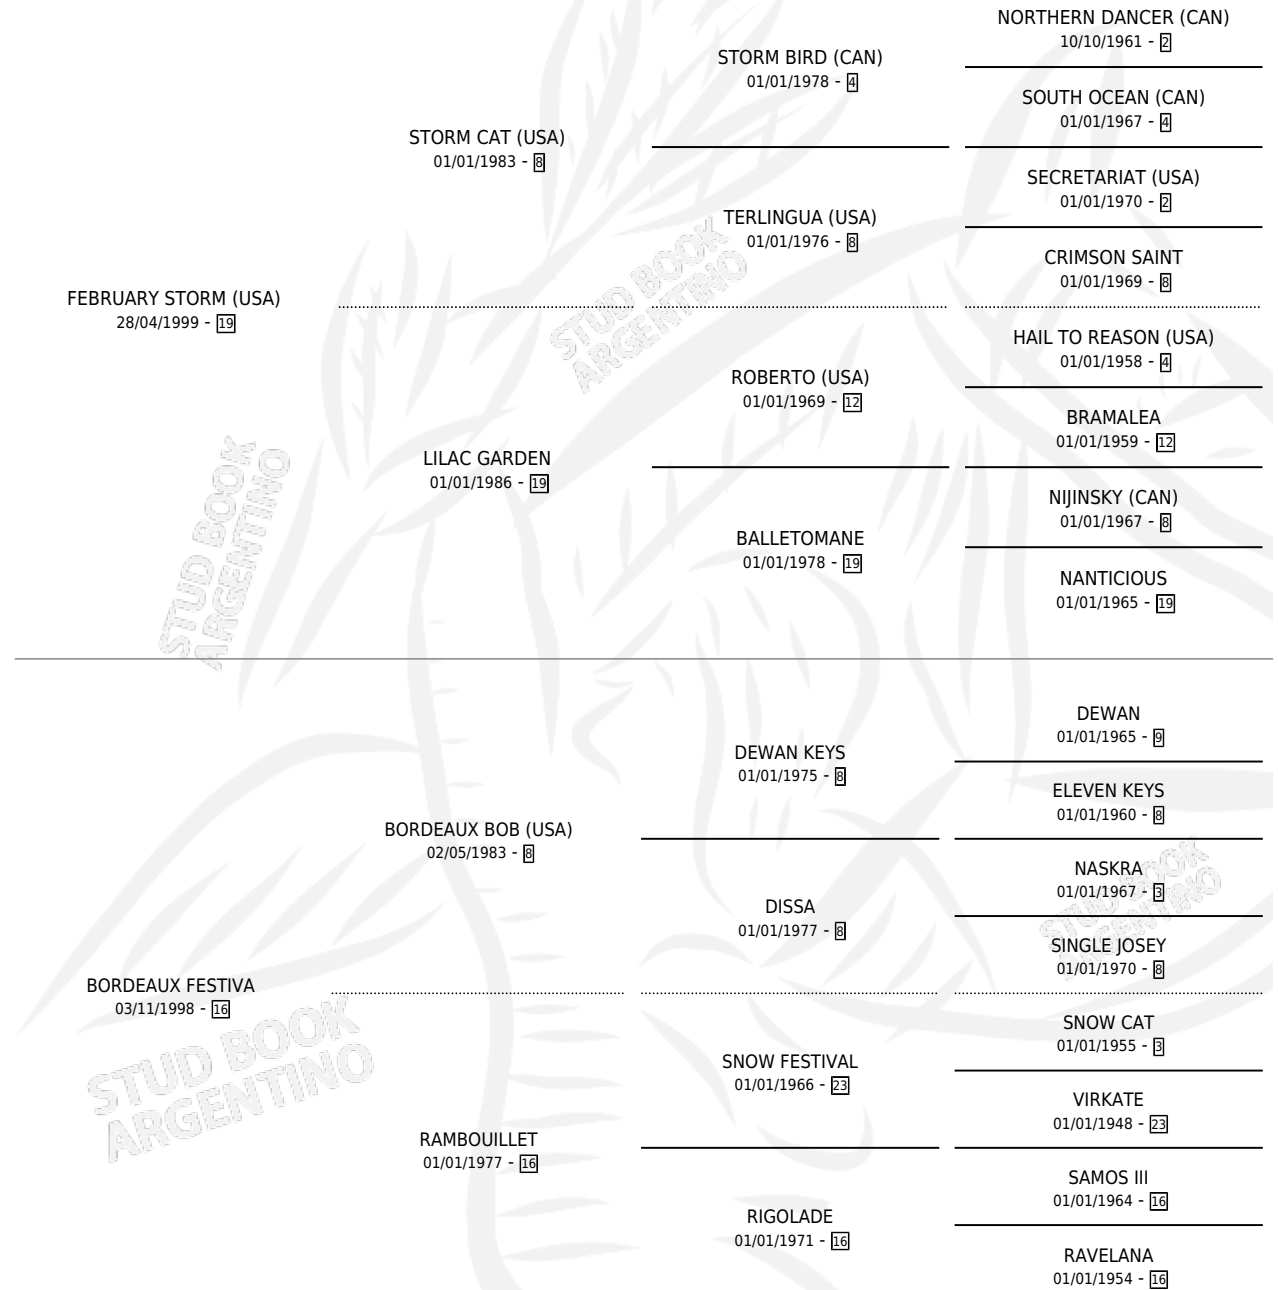 NORTHERN DANCER (CAN)
10/10/1961 - 2
STORM BIRD (CAN)
01/01/1978 - 4
SOUTH OCEAN (CAN)
01/01/1967 - 4
STORM CAT (USA)
01/01/1983 - 8
SECRETARIAT (USA)
01/01/1970 - 2
TERLINGUA (USA)
01/01/1976 - 8
CRIMSON SAINT
01/01/1969 - 8
FEBRUARY STORM (USA)
28/04/1999 - 19
HAIL TO REASON (USA)
01/01/1958 - 4
ROBERTO (USA)
01/01/1969 - 12
BRAMALEA
01/01/1959 - 12
LILAC GARDEN
01/01/1986 - 19
NIJINSKY (CAN)
01/01/1967 - 8
BALLETOMANE
01/01/1978 - 19
NANTICIOUS
01/01/1965 - 19
DEWAN
01/01/1965 - 9
DEWAN KEYS
01/01/1975 - 8
ELEVEN KEYS
01/01/1960 - 8
BORDEAUX BOB (USA)
02/05/1983 - 8
NASKRA
01/01/1967 - 3
DISSA
01/01/1977 - 8
SINGLE JOSEY
01/01/1970 - 8
BORDEAUX FESTIVA
03/11/1998 - 16
SNOW CAT
01/01/1955 - 3
SNOW FESTIVAL
01/01/1966 - 23
VIRKATE
01/01/1948 - 23
RAMBOUILLET
01/01/1977 - 16
SAMOS III
01/01/1964 - 16
RIGOLADE
01/01/1971 - 16
RAVELANA
01/01/1954 - 16
STUD BOOK
ARGENTINO
STUD BOOK
ARGENTINO
STUD BOOK
ARGENTINO
STUD BOOK
ARGENTINO